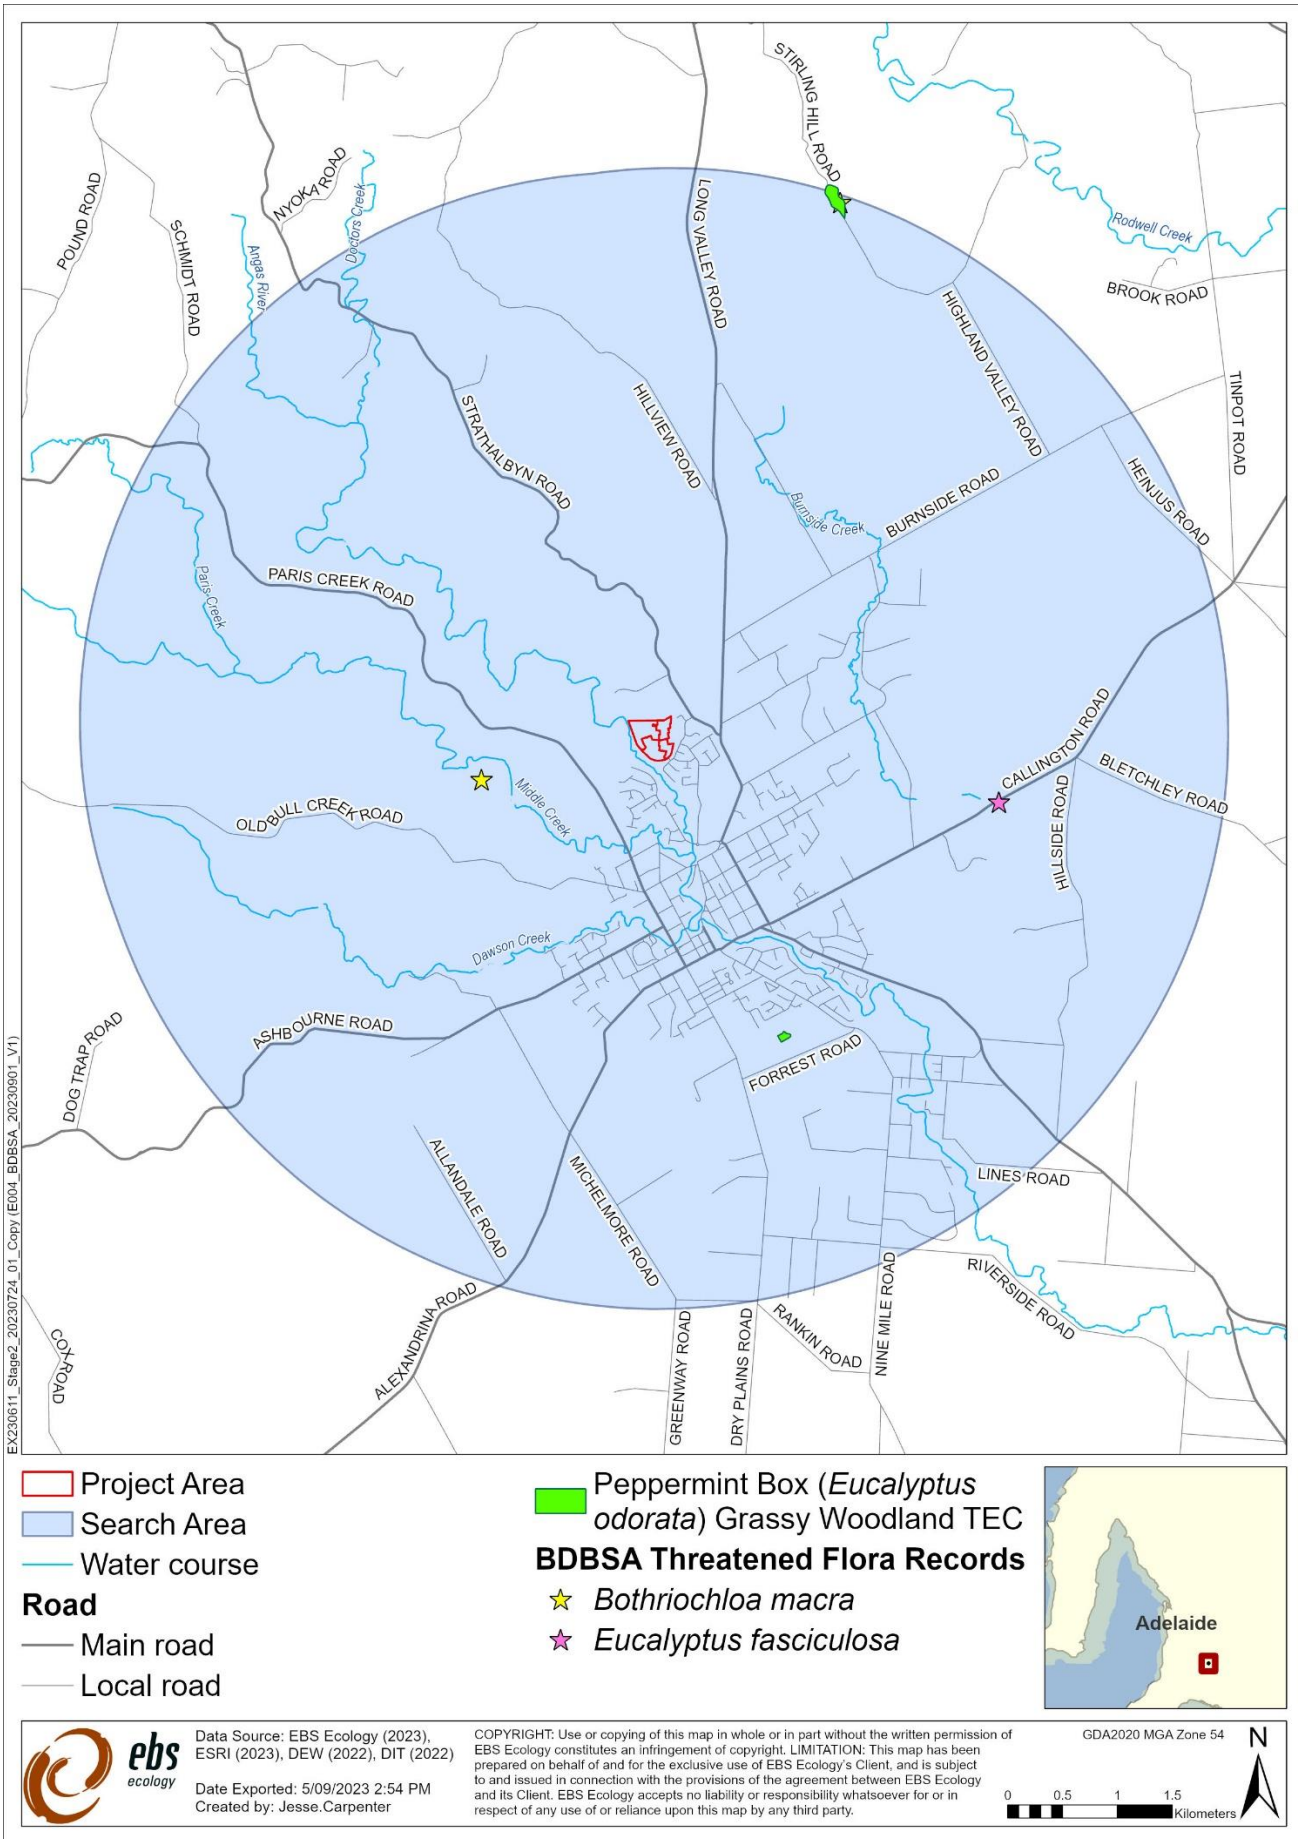 STIRLING HILL ROAD
NYOKA ROAD
Doctors Creek
POUND ROAD
SCHMIDT ROAD
Angas River
LONG VALLEY ROAD
Rodwell Creek
BROOK ROAD
HIGHLAND VALLEY ROAD
TINPOT ROAD
HILLVIEW ROAD
STRATHALBYN ROAD
BURNSIDE ROAD
HEINJUS ROAD
Burnside Creek
Paris Creek
PARIS CREEK ROAD
CALLINGTON ROAD
BLETCHLEY ROAD
HILLSIDE ROAD
Middle Creek
OLD BULL CREEK ROAD
Dawson Creek
ASHBOURNE ROAD
DOG TRAP ROAD
FORREST ROAD
ALLANDALE ROAD
MICHELMORE ROAD
LINES ROAD
RIVERSIDE ROAD
NINE MILE ROAD
RANKIN ROAD
DRY PLAINS ROAD
GREENWAY ROAD
ALEXANDRINA ROAD
COX ROAD
EX230611_Stage2_20230724_01_Copy (E004_BDBSA_20230901_V1)
Project Area
Search Area
Water course
Road
Main road
Local road
Peppermint Box (Eucalyptus
odorata) Grassy Woodland TEC
BDBSA Threatened Flora Records
Bothriochloa macra
Eucalyptus fasciculosa
Adelaide
ebs
ecology
Data Source: EBS Ecology (2023),
ESRI (2023), DEW (2022), DIT (2022)
Date Exported: 5/09/2023 2:54 PM
Created by: Jesse.Carpenter
COPYRIGHT: Use or copying of this map in whole or in part without the written permission of
EBS Ecology constitutes an infringement of copyright. LIMITATION: This map has been
prepared on behalf of and for the exclusive use of EBS Ecology's Client, and is subject
to and issued in connection with the provisions of the agreement between EBS Ecology
and its Client. EBS Ecology accepts no liability or responsibility whatsoever for or in
respect of any use of or reliance upon this map by any third party.
GDA2020 MGA Zone 54
N
0 0.5 1 1.5
Kilometers